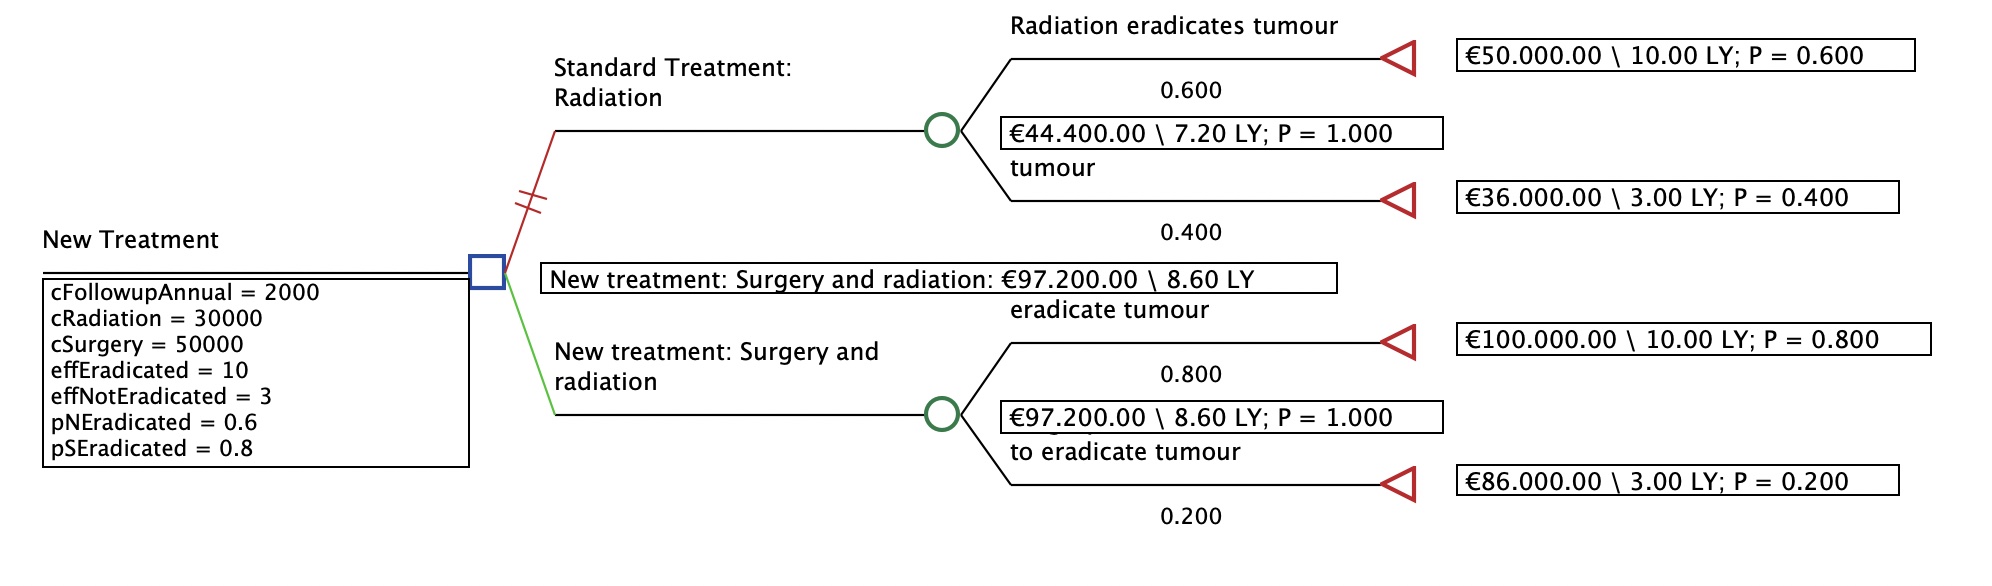 Radiation eradicates tumour
€50.000.00 \ 10.00 LY; P = 0.600
Standard Treatment:
Radiation
0.600
€44.400.00 \ 7.20 LY; P = 1.000
tumour
€36.000.00 \ 3.00 LY; P = 0.400
0.400
New Treatment
cFollowupAnnual = 2000
cRadiation = 30000
cSurgery = 50000
effEradicated = 10
effNotEradicated = 3
pNEradicated = 0.6
pSEradicated = 0.8
New treatment: Surgery and radiation: €97.200.00 \ 8.60 LY
eradicate tumour
€100.000.00 \ 10.00 LY; P = 0.800
New treatment: Surgery and
radiation
0.800
€97.200.00 \ 8.60 LY; P = 1.000
to eradicate tumour
€86.000.00 \ 3.00 LY; P = 0.200
0.200